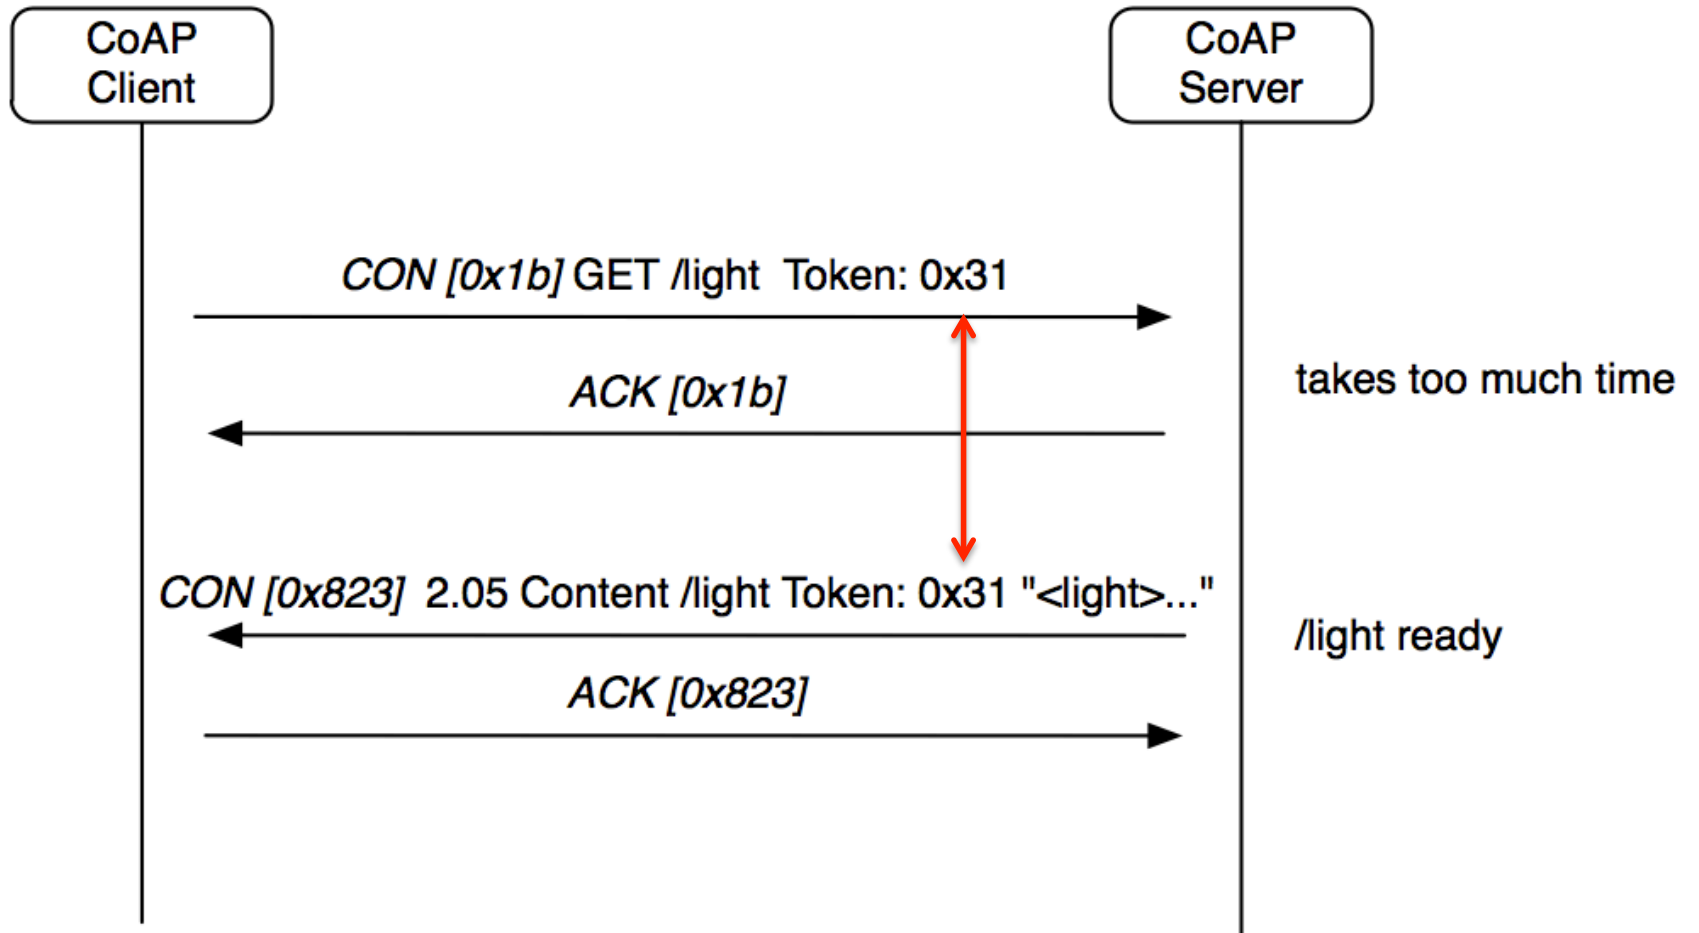 CoAP
Client
CoAP
Server
CON [0x1b] GET /light Token: 0x31
takes too much time
ACK [0x1b]
CON [0x823] 2.05 Content /light Token: 0x31 "<light>..."
/light ready
ACK [0x823]